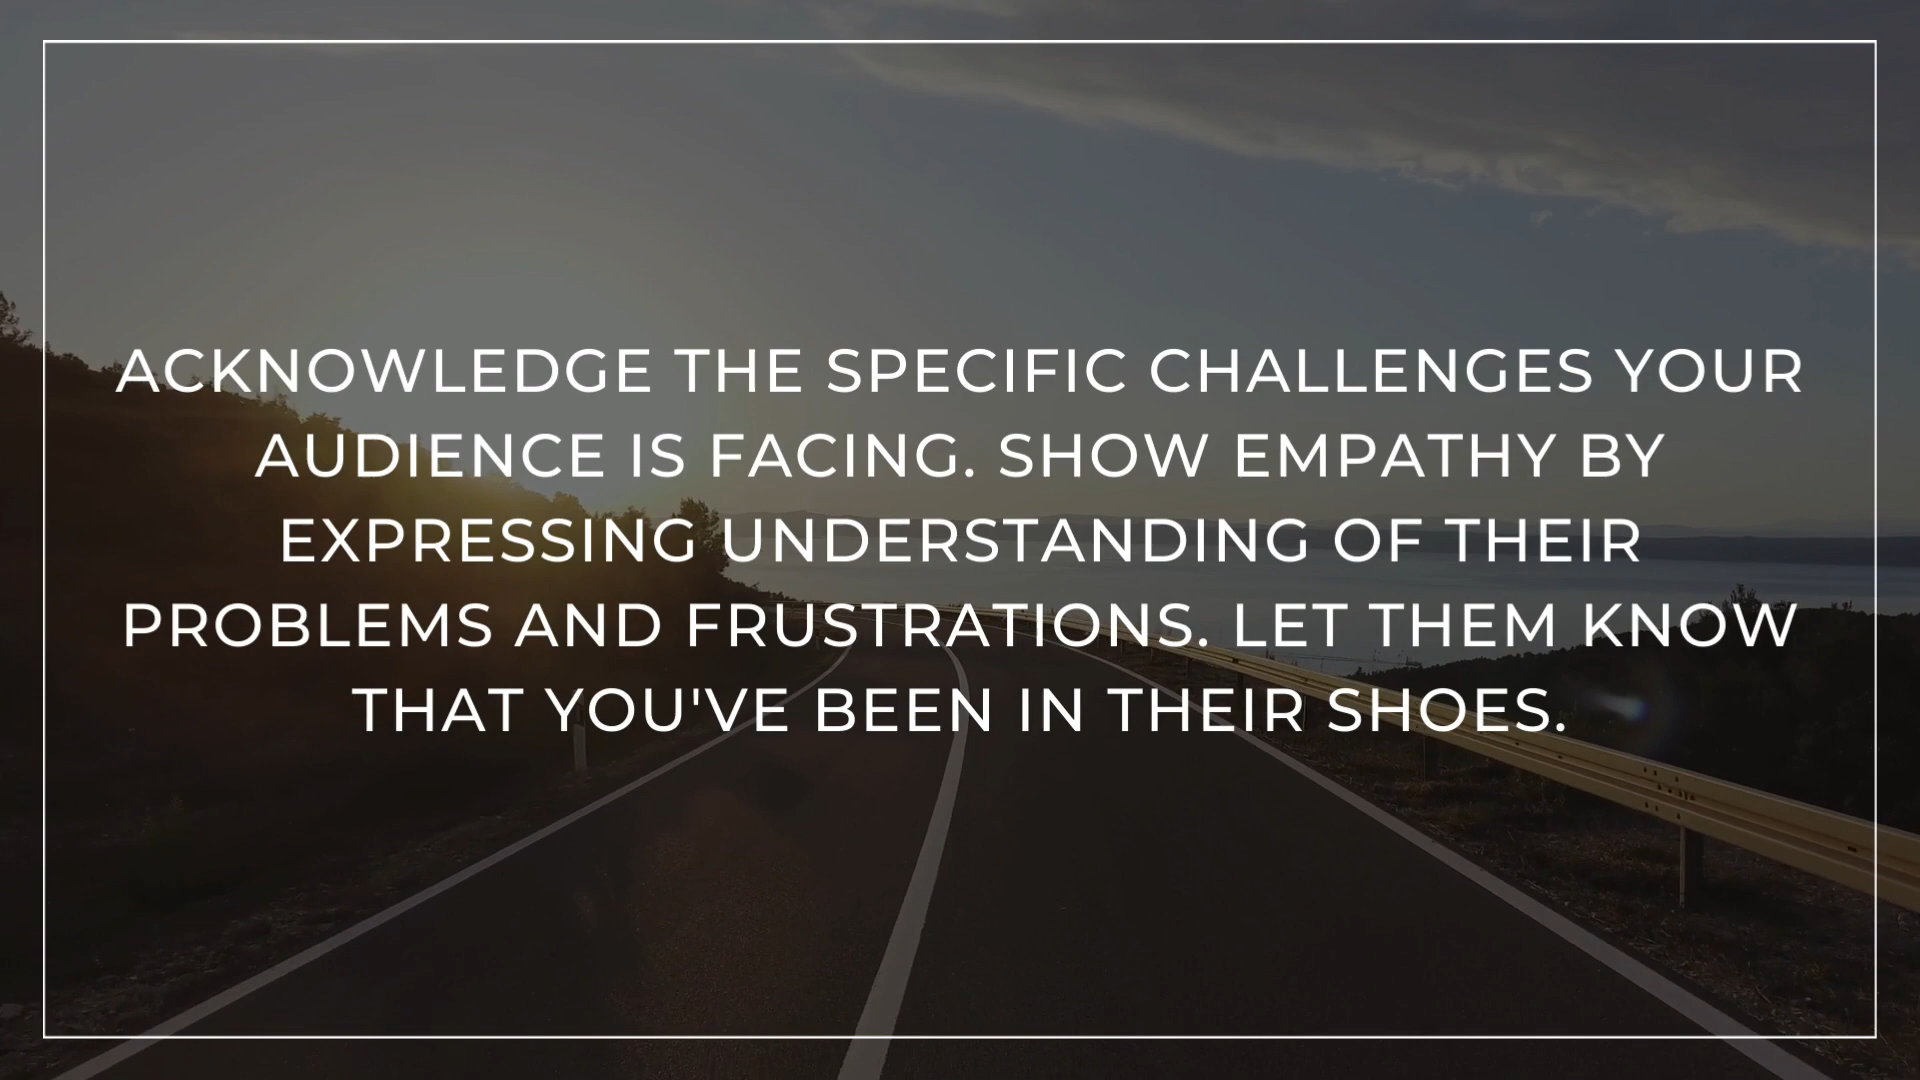 ACKNOWLEDGE THE SPECIFIC CHALLENGES YOUR
AUDIENCE IS FACING. SHOW EMPATHY BY
EXPRESSING UNDERSTANDING OF THEIR
PROBLEMS AND FRUSTRATIONS. LET THEM KNOW
THAT YOU'VE BEEN IN THEIR SHOES.